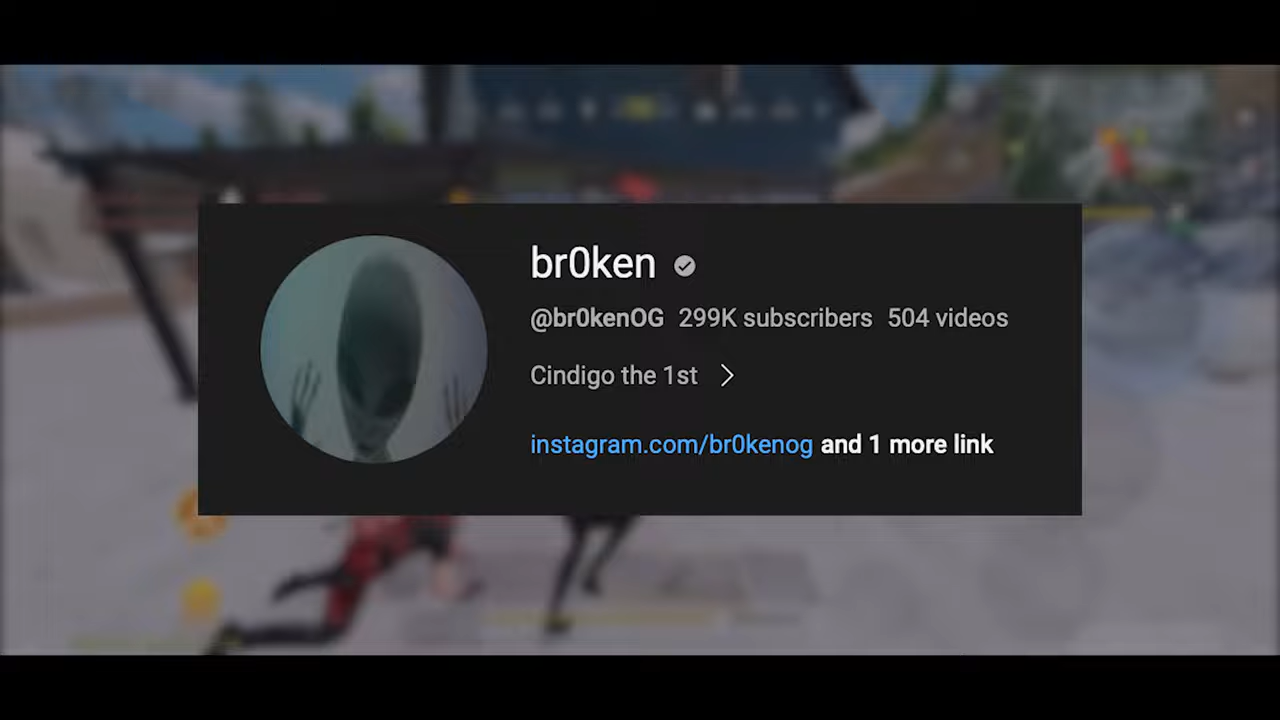 br0ken
@br0kenOG 299K subscribers 504 videos
Cindigo the 1st
instagram.com/br0kenog and 1 more link